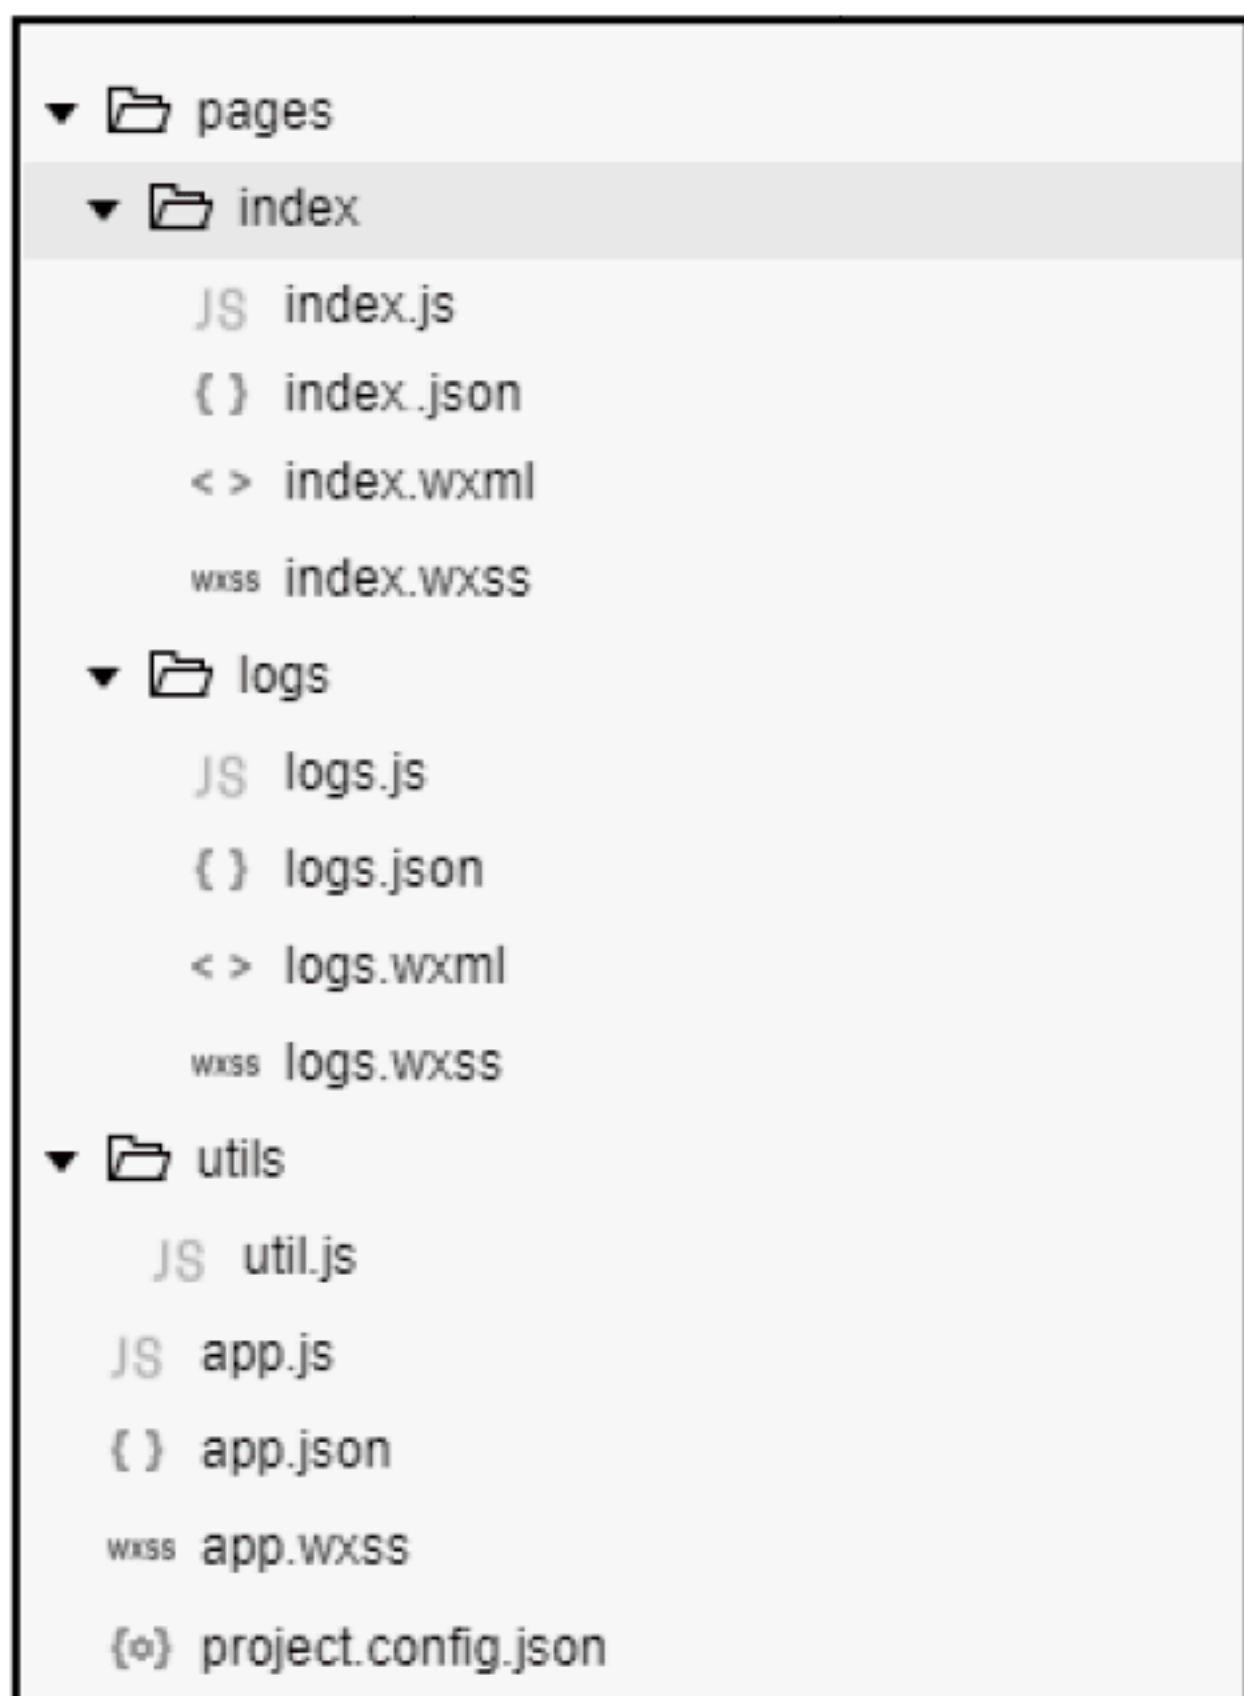 pages
index
JS index.js
{ } index..json
< > index.wxml
wxss index.wxss
logs
JS logs.js
{ } logs.json
< > logs.wxml
wxss logs.wxss
utils
JS util.js
JS app.js
{ } app.json
wxss app.wxss
{o} project.config.json